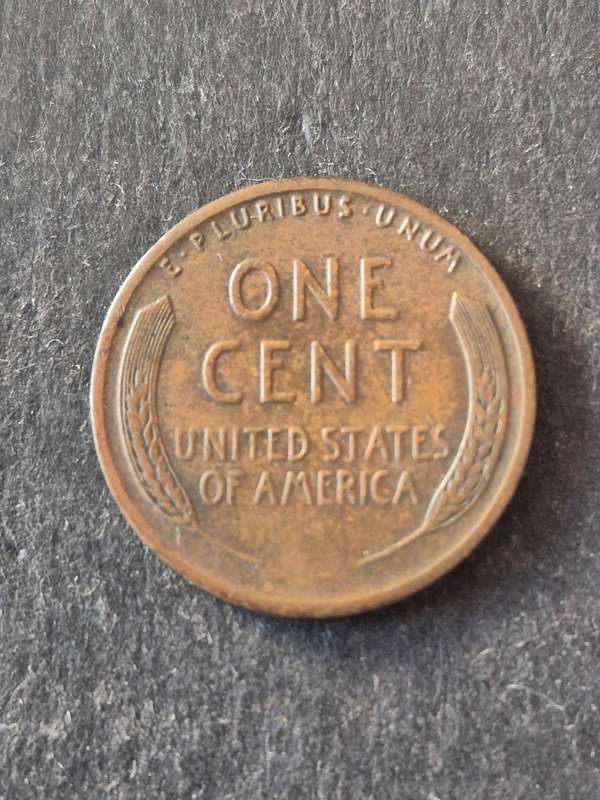 E·PLURIBUS·UNUM
ONE
CENT
UNITED STATES
OF AMERICA